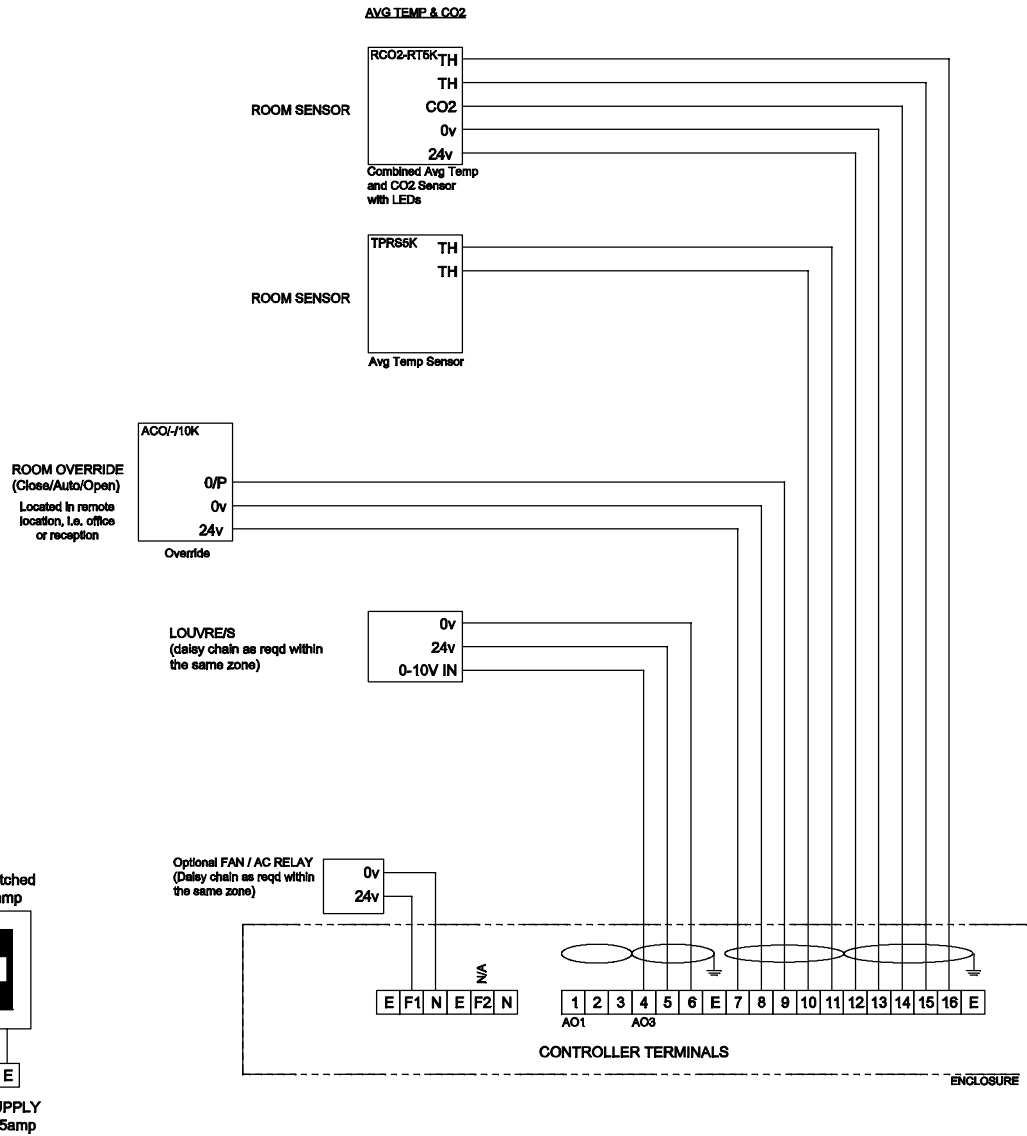 AVG TEMP & CO2
RCO2-RT5K
TH
TH
CO2
0v
24v
ROOM SENSOR
Combined Avg Temp
and CO2 Sensor
with LEDs
TPRS5K
TH
TH
ROOM SENSOR
Avg Temp Sensor
ACO/-/10K
0/P
0v
24v
Override
ROOM OVERRIDE
(Close/Auto/Open)
Located in remote
location, i.e. office
or reception
LOUVRE/S
(daisy chain as reqd within
the same zone)
0v
24v
0-10V IN
Optional FAN / AC RELAY
(Daisy chain as reqd within
the same zone)
0v
24v
N/A
E F1 N E F2 N
1 2 3 4 5 6 E 7 8 9 10 11 12 13 14 15 16 E
AO1 AO3
CONTROLLER TERMINALS
ENCLOSURE
E
5amp